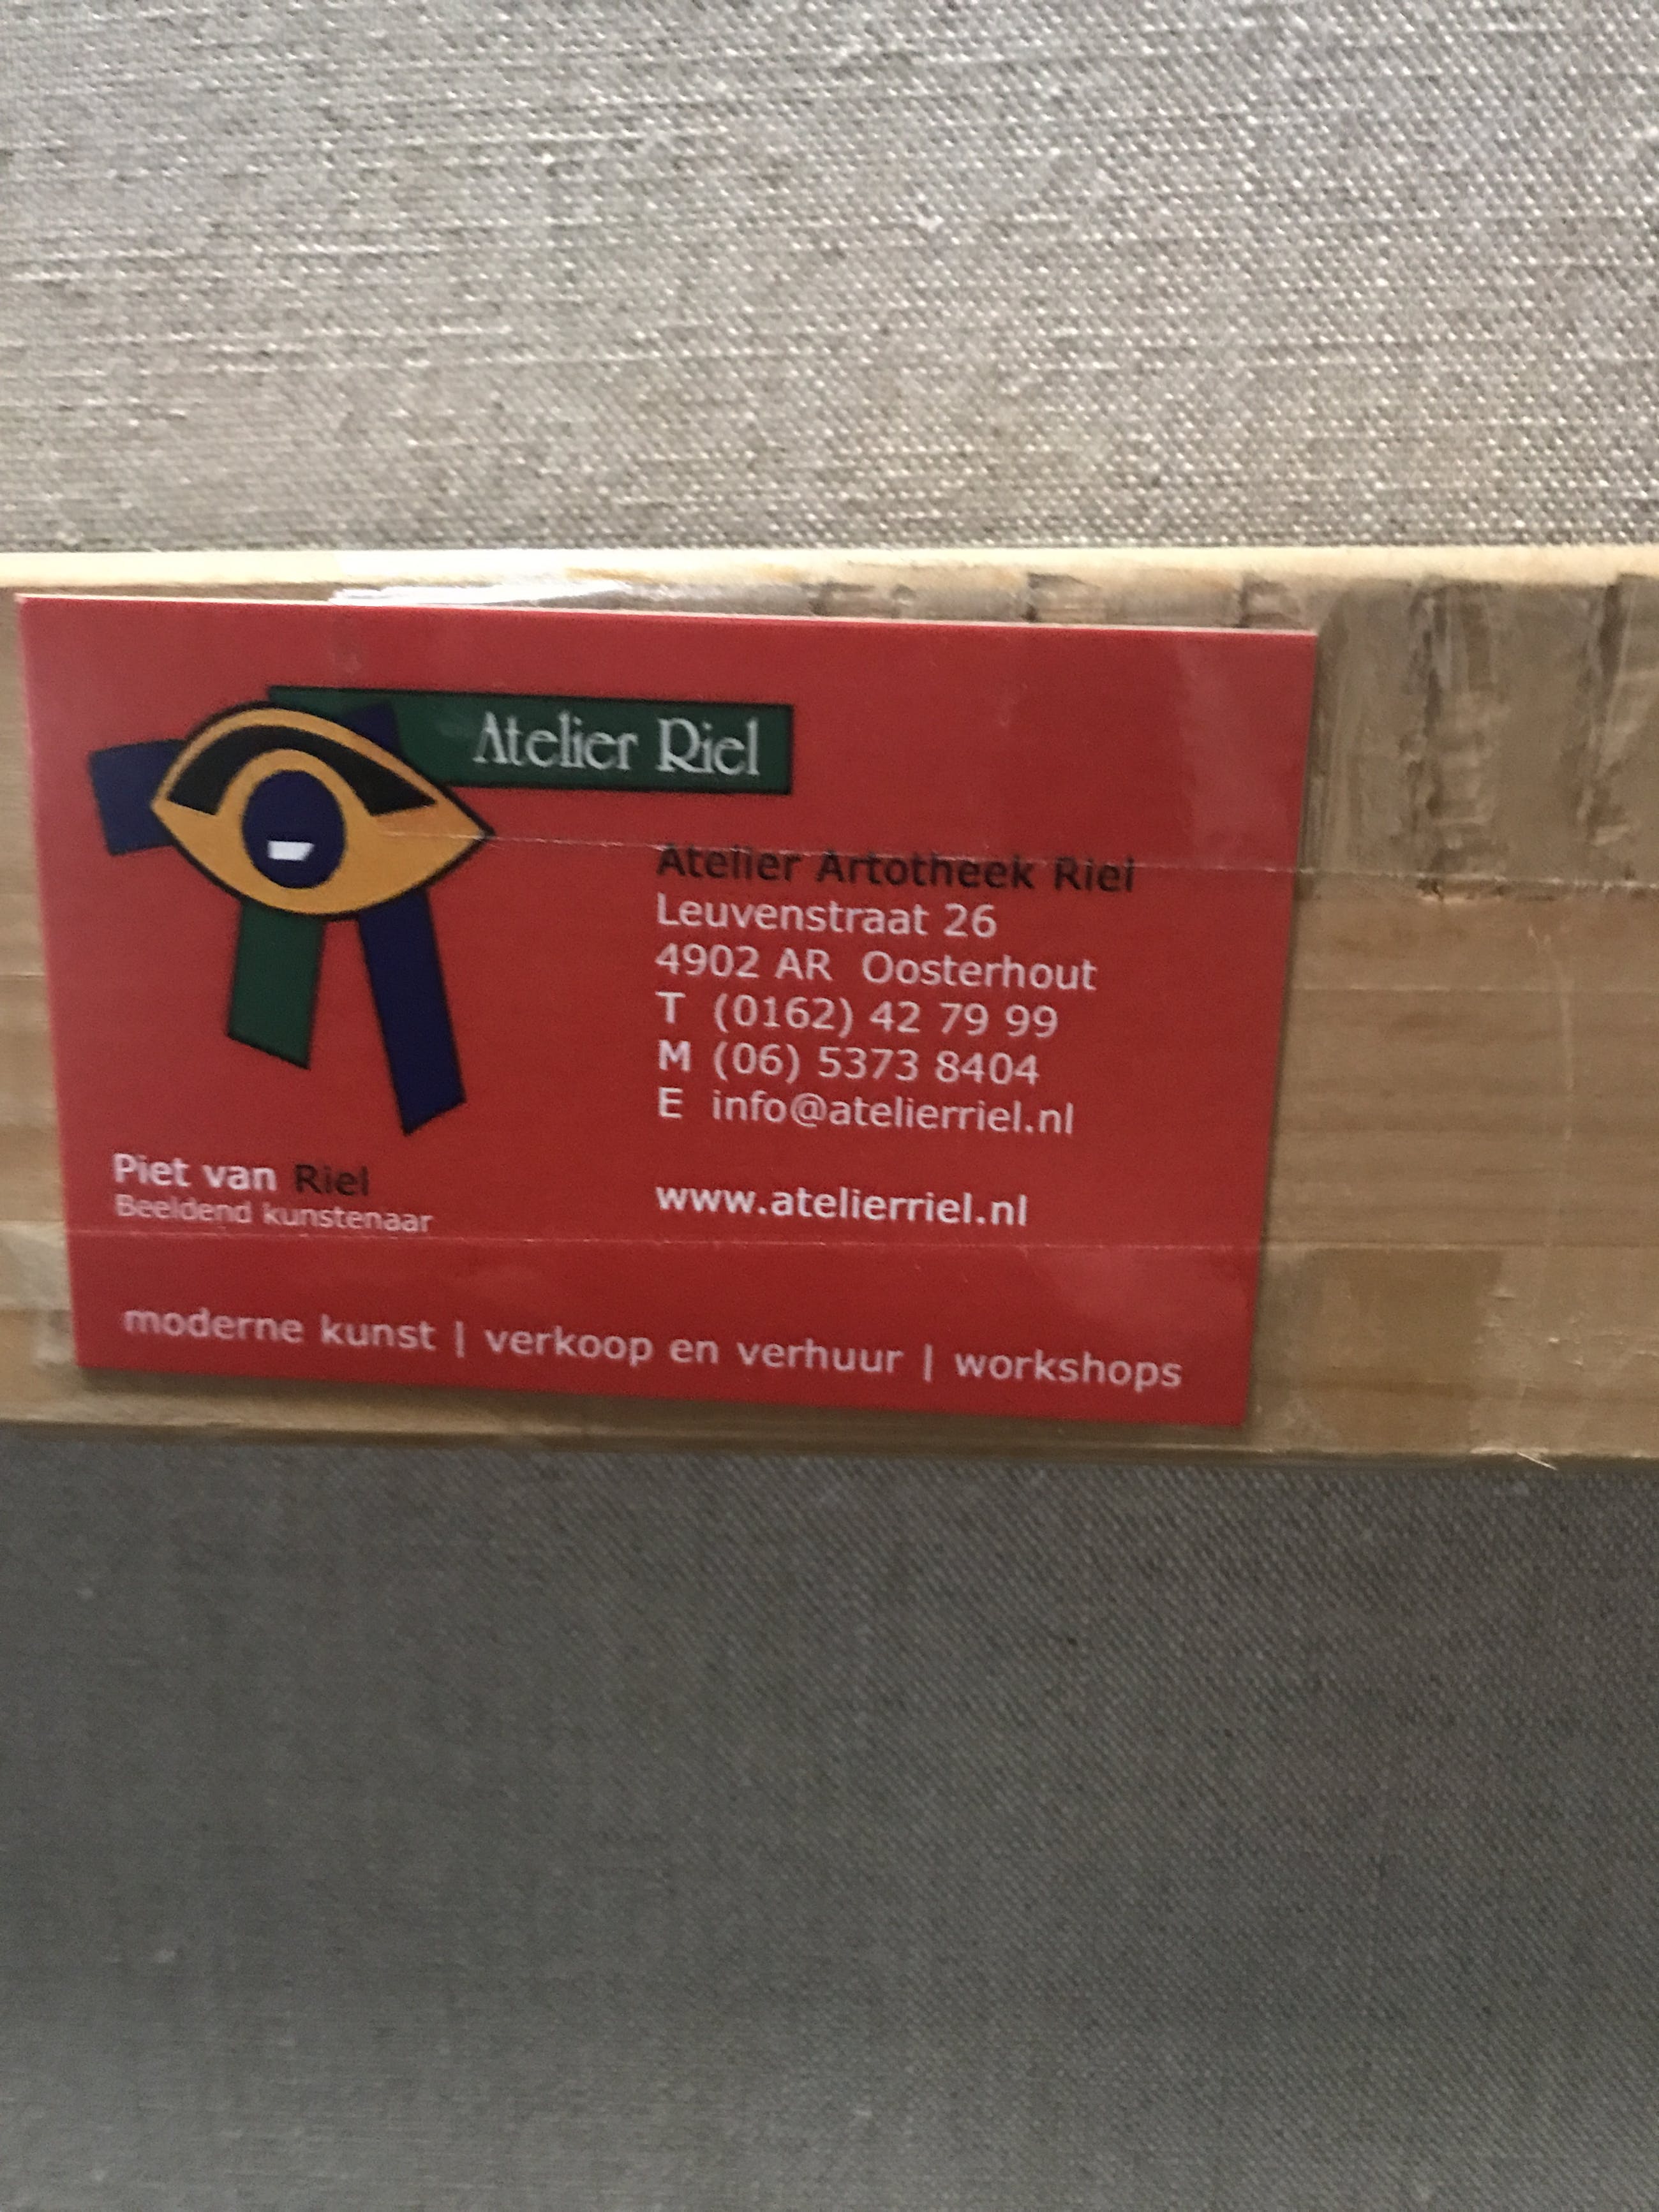 Atelier Riel
Atelier Artotheek Riel
Leuvenstraat 26
4902 AR Oosterhout
T (0162) 42 79 99
M (06) 5373 8404
E info@atelierriel.nl
www.atelierriel.nl
Piet van Riel
Beeldend kunstenaar
moderne kunst | verkoop en verhuur | workshops